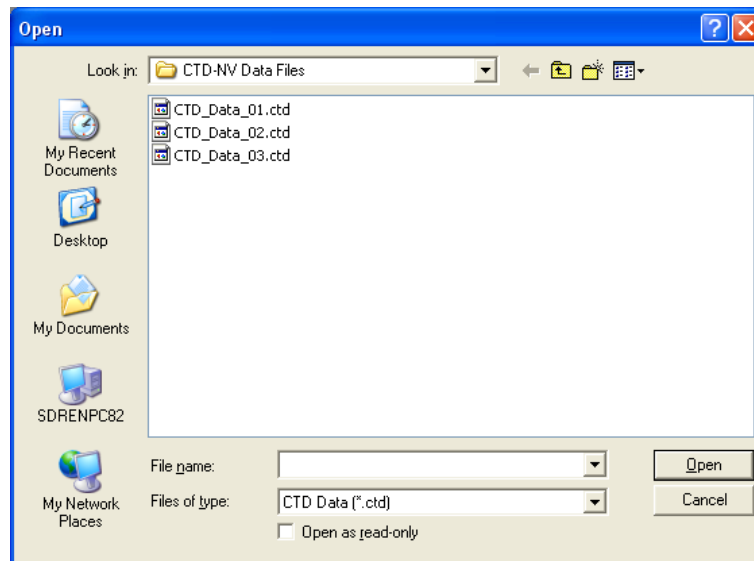 Open
Look in: CTD-NV Data Files
CTD_Data_01.ctd
CTD_Data_02.ctd
CTD_Data_03.ctd
My Recent
Documents
Desktop
My Documents
SDRENPC82
My Network
Places
File name:
Open
Files of type: CTD Data (*.ctd)
Cancel
Open as read-only